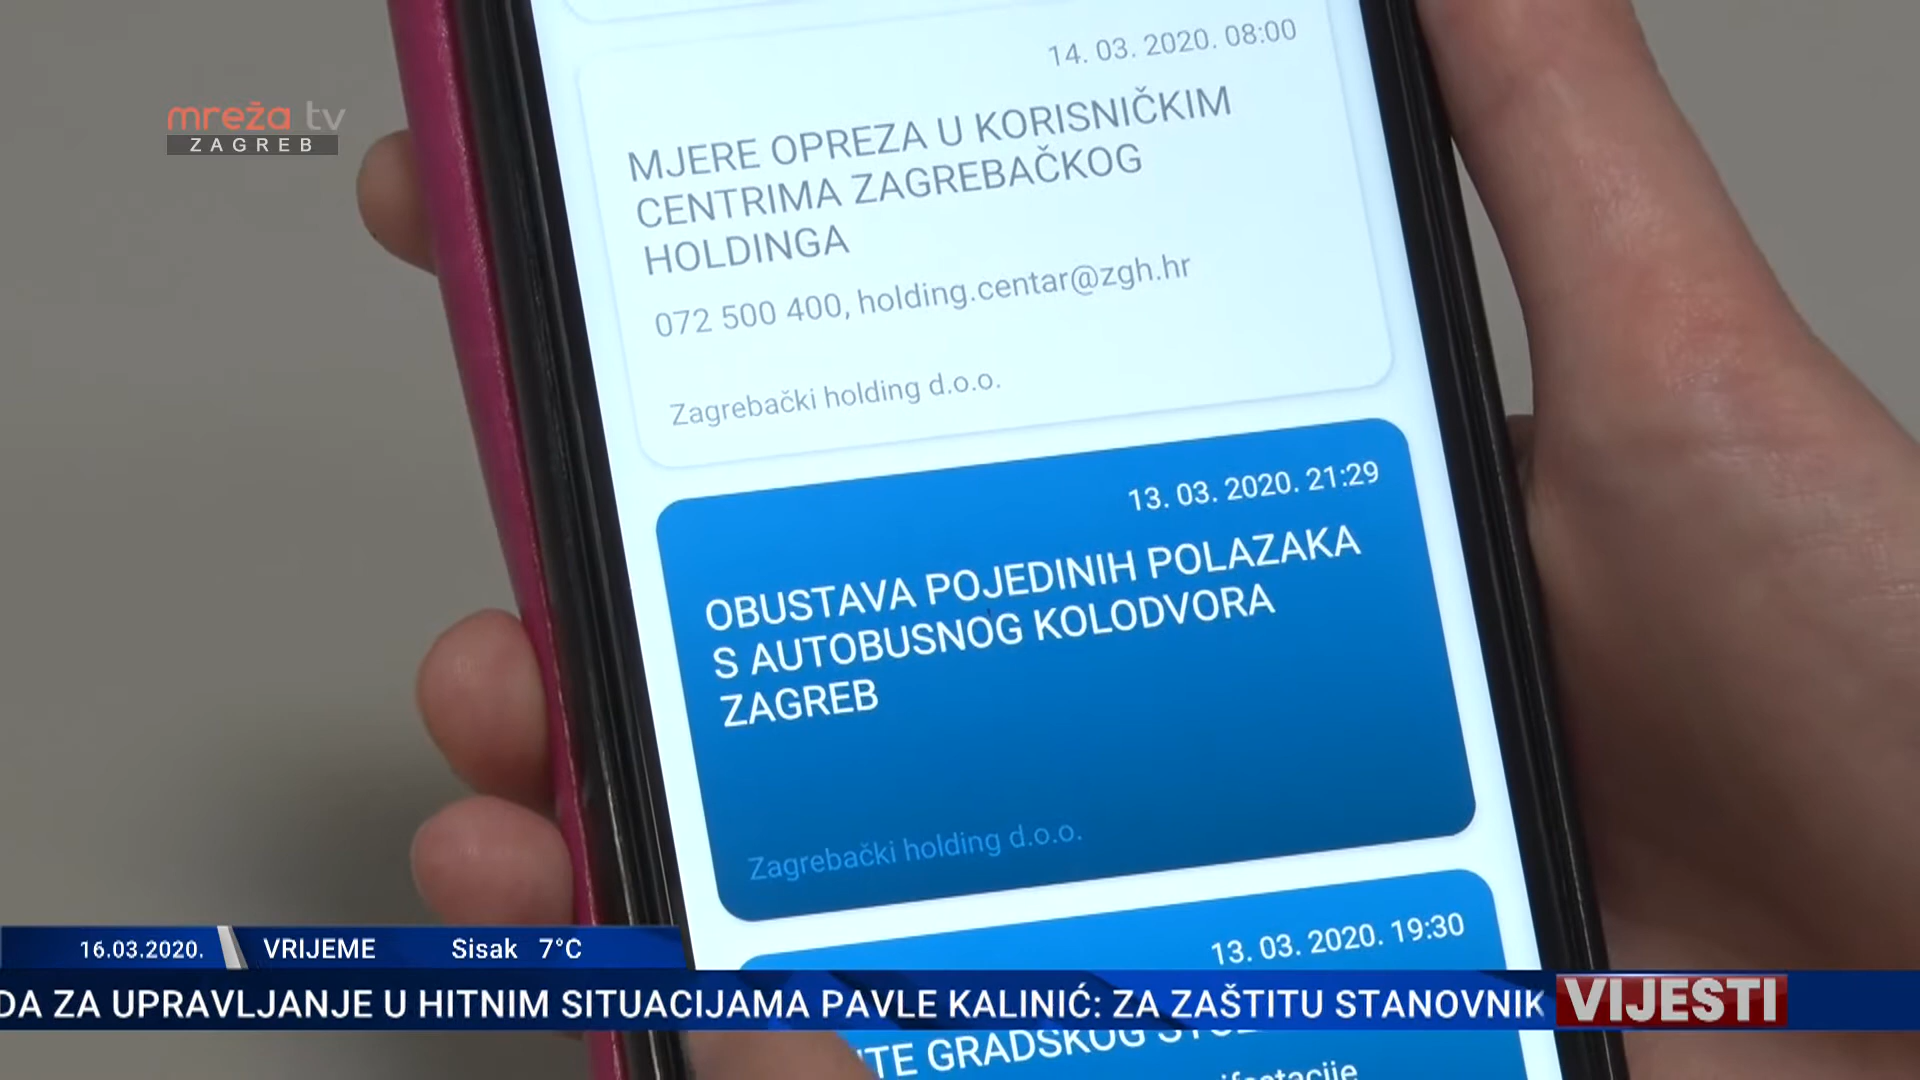 mreža tv
ZAGREB
14. 03. 2020. 08:00
MJERE OPREZA U KORISNIČKIM
CENTRIMA ZAGREBAČKOG
HOLDINGA
072 500 400, holding.centar@zgh.hr
Zagrebački holding d.o.o.
13. 03. 2020. 21:29
OBUSTAVA POJEDINIH POLAZAKA
S AUTOBUSNOG KOLODVORA
ZAGREB
Zagrebački holding d.o.o.
13. 03. 2020. 19:30
16.03.2020. VRIJEME Sisak 7°C
DA ZA UPRAVLJANJE U HITNIM SITUACIJAMA PAVLE KALINIĆ: ZA ZAŠTITU STANOVNIK
VIJESTI
GRADSKOG